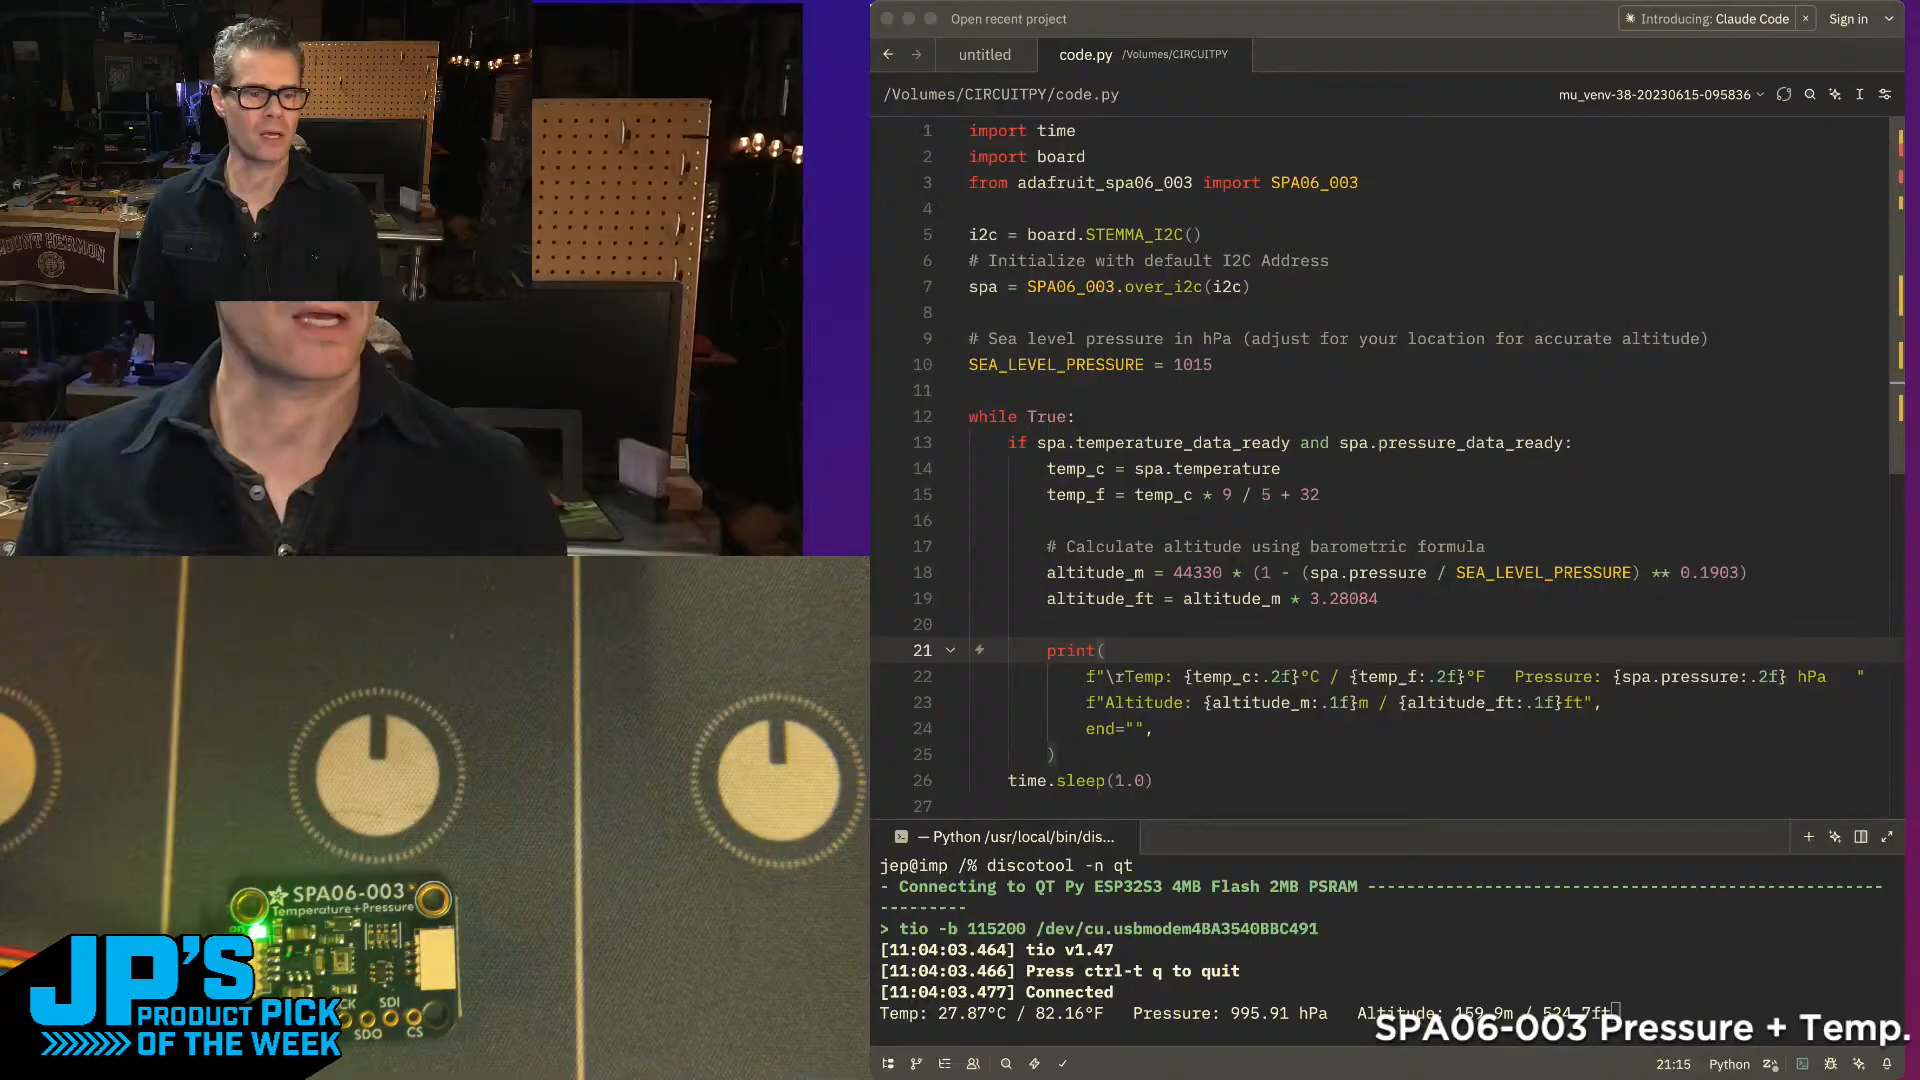 MOUNT HERMON
SPA06-003
Temperature+Pressure
SDI
CK
SDO
CS
JP'S
PRODUCT PICK
OF THE WEEK
Open recent project
Introducing: Claude Code
×
Sign in
untitled
code.py /Volumes/CIRCUITPY
/Volumes/CIRCUITPY/code.py
mu_venv-38-20230615-095836
1 import time
2 import board
3 from adafruit_spa06_003 import SPA06_003
4
5 i2c = board.STEMMA_I2C()
6 # Initialize with default I2C Address
7 spa = SPA06_003.over_i2c(i2c)
8
9 # Sea level pressure in hPa (adjust for your location for accurate altitude)
10 SEA_LEVEL_PRESSURE = 1015
11
12 while True:
13 if spa.temperature_data_ready and spa.pressure_data_ready:
14 temp_c = spa.temperature
15 temp_f = temp_c * 9 / 5 + 32
16
17 # Calculate altitude using barometric formula
18 altitude_m = 44330 * (1 - (spa.pressure / SEA_LEVEL_PRESSURE) ** 0.1903)
19 altitude_ft = altitude_m * 3.28084
20
21 print(
22 f"\rTemp: {temp_c:.2f}°C / {temp_f:.2f}°F   Pressure: {spa.pressure:.2f} hPa   "
23 f"Altitude: {altitude_m:.1f}m / {altitude_ft:.1f}ft",
24 end="",
25 )
26 time.sleep(1.0)
27
— Python /usr/local/bin/dis...
jep@imp /% discotool -n qt
- Connecting to QT Py ESP32S3 4MB Flash 2MB PSRAM -----------------------------------------------------
---------
> tio -b 115200 /dev/cu.usbmodem4BA3540BBC491
[11:04:03.464] tio v1.47
[11:04:03.466] Press ctrl-t q to quit
[11:04:03.477] Connected
Temp: 27.87°C / 82.16°F   Pressure: 995.91 hPa   Altitude: 159.9m / 524.7ft
SPA06-003 Pressure + Temp.
21:15
Python